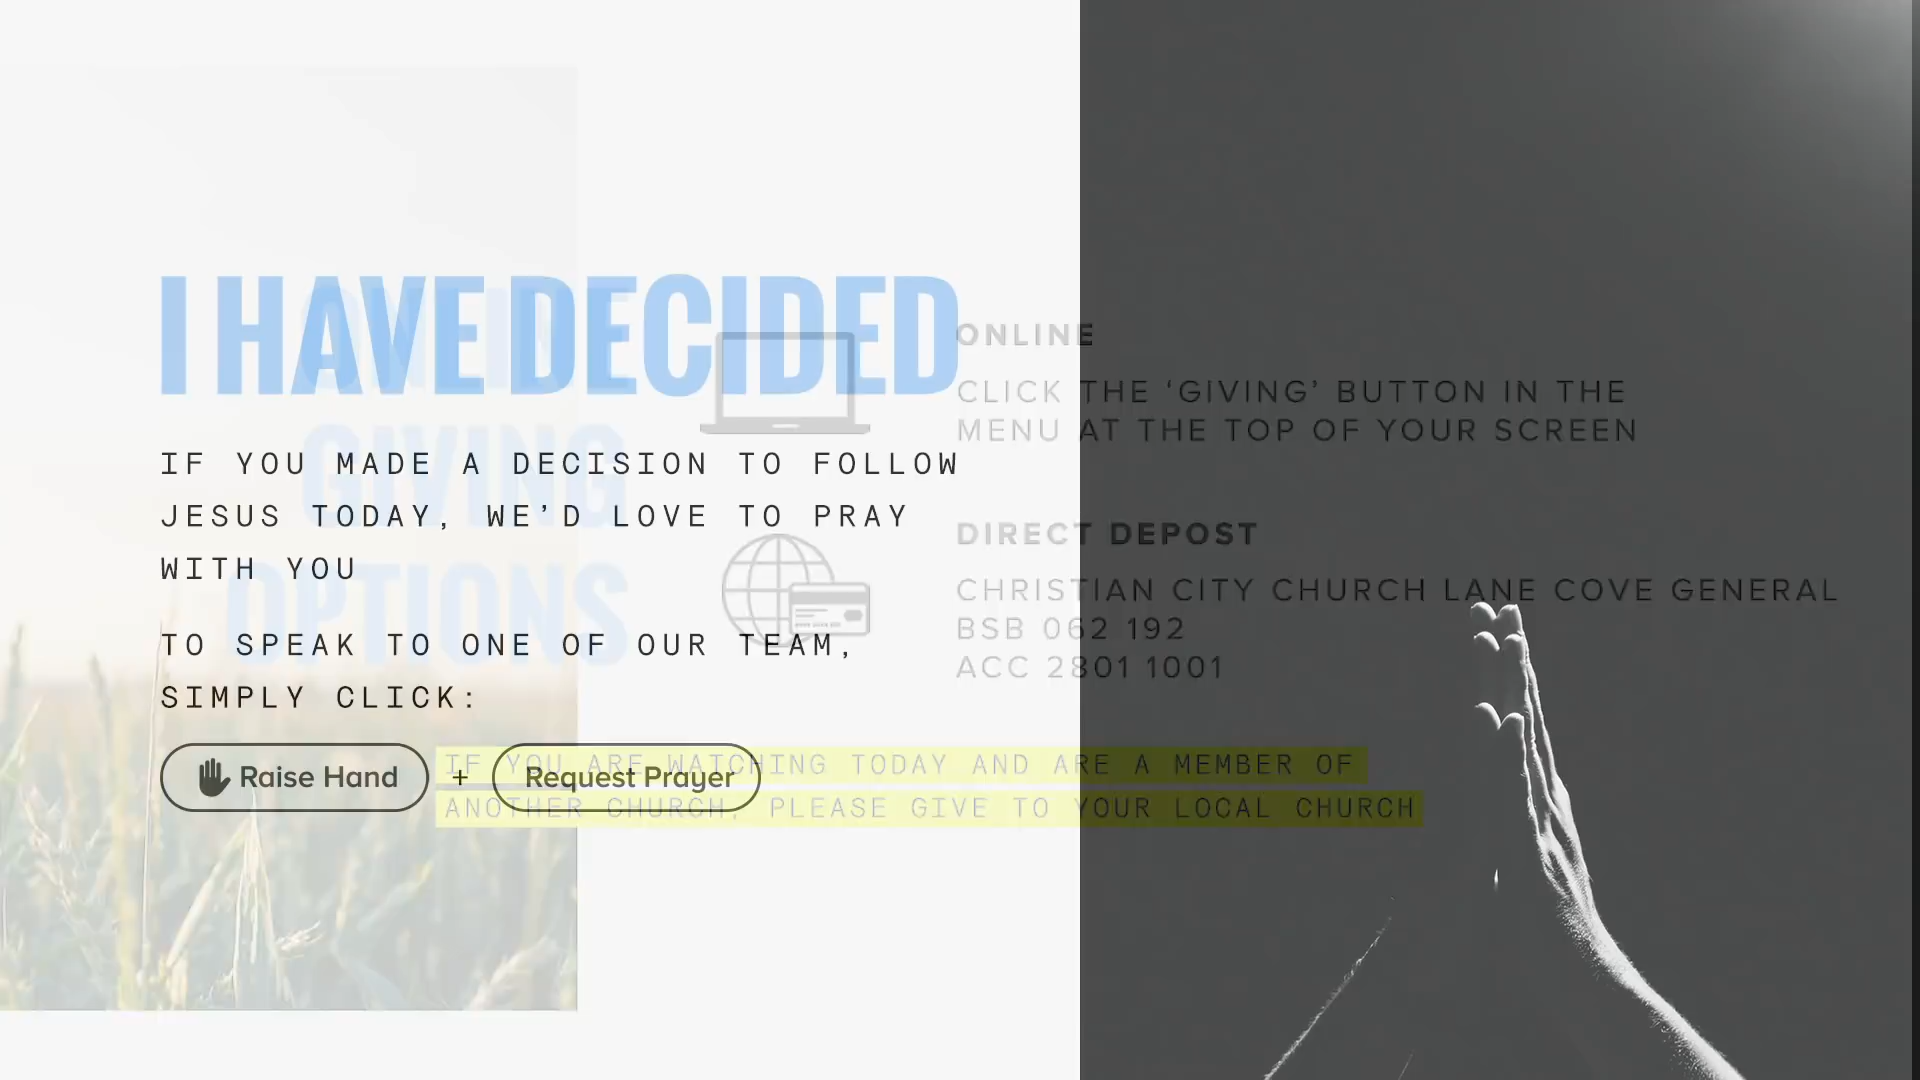 I HAVE DECIDED
IF YOU MADE A DECISION TO FOLLOW
JESUS TODAY, WE’D LOVE TO PRAY
WITH YOU
TO SPEAK TO ONE OF OUR TEAM,
SIMPLY CLICK:
Raise Hand + Request Prayer
ONLINE
GIVING
OPTIONS
ONLINE
CLICK THE ‘GIVING’ BUTTON IN THE
MENU AT THE TOP OF YOUR SCREEN
DIRECT DEPOST
CHRISTIAN CITY CHURCH LANE COVE GENERAL
BSB 062 192
ACC 2801 1001
IF YOU ARE WATCHING TODAY AND ARE A MEMBER OF
ANOTHER CHURCH, PLEASE GIVE TO YOUR LOCAL CHURCH